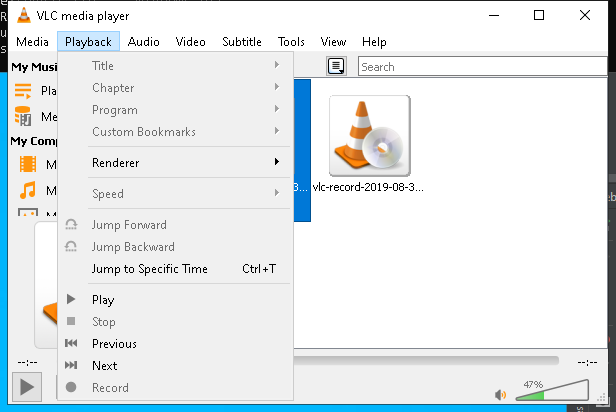 VLC media player
Media Playback Audio Video Subtitle Tools View Help
My Musi
Pla
Me
My Comp
M
M
Search
Title
Chapter
Program
Custom Bookmarks
Renderer
Speed
Jump Forward
Jump Backward
Jump to Specific Time Ctrl+T
Play
Stop
Previous
Next
Record
3...
vlc-record-2019-08-3...
--:--
--:--
47%